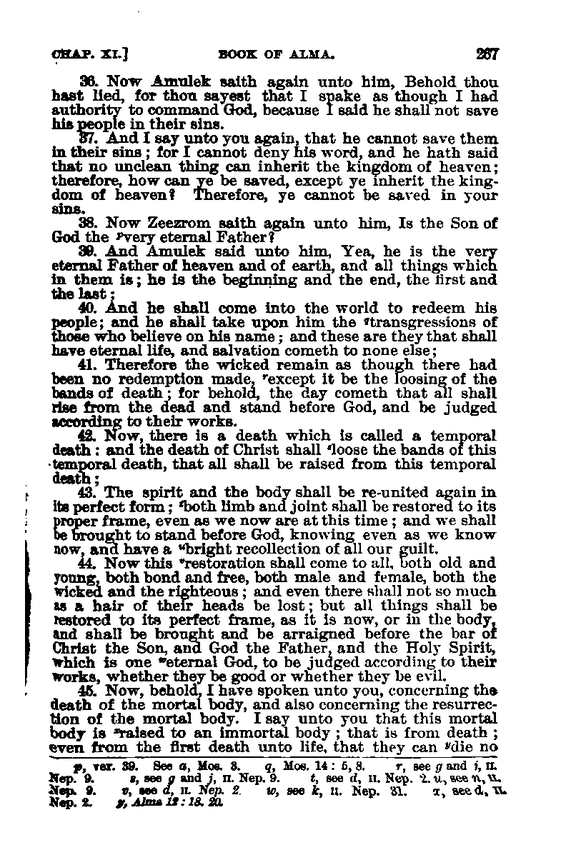 CHAP. XI.] BOOK OF ALMA. 267
36. Now Amulek saith again unto him, Behold thou
hast lied, for thou sayest that I spake as though I had
authority to command God, because I said he shall not save
his people in their sins.
37. And I say unto you again, that he cannot save them
in their sins; for I cannot deny his word, and he hath said
that no unclean thing can inherit the kingdom of heaven;
therefore, how can ye be saved, except ye inherit the king-
dom of heaven? Therefore, ye cannot be saved in your
sins.
38. Now Zeezrom saith again unto him, Is the Son of
God the ᵖvery eternal Father?
39. And Amulek said unto him, Yea, he is the very
eternal Father of heaven and of earth, and all things which
in them is; he is the beginning and the end, the first and
the last;
40. And he shall come into the world to redeem his
people; and he shall take upon him the qtransgressions of
those who believe on his name; and these are they that shall
have eternal life, and salvation cometh to none else;
41. Therefore the wicked remain as though there had
been no redemption made, ʳexcept it be the loosing of the
bands of death; for behold, the day cometh that all shall
rise from the dead and stand before God, and be judged
according to their works.
42. Now, there is a death which is called a temporal
death: and the death of Christ shall ˢloose the bands of this
temporal death, that all shall be raised from this temporal
death;
43. The spirit and the body shall be re-united again in
its perfect form; ᵗboth limb and joint shall be restored to its
proper frame, even as we now are at this time; and we shall
be brought to stand before God, knowing even as we know
now, and have a ᵘbright recollection of all our guilt.
44. Now this ᵛrestoration shall come to all, both old and
young, both bond and free, both male and female, both the
wicked and the righteous; and even there shall not so much
as a hair of their heads be lost; but all things shall be
restored to its perfect frame, as it is now, or in the body,
and shall be brought and be arraigned before the bar of
Christ the Son, and God the Father, and the Holy Spirit,
which is one ʷeternal God, to be judged according to their
works, whether they be good or whether they be evil.
45. Now, behold, I have spoken unto you, concerning the
death of the mortal body, and also concerning the resurrec-
tion of the mortal body. I say unto you that this mortal
body is ˣraised to an immortal body; that is from death;
even from the first death unto life, that they can ʸdie no
p, ver. 39. See a, Mos. 3. q, Mos. 14: 5, 8. r, see g and i, II.
Nep. 9. s, see g and j, II. Nep. 9. t, see d, II. Nep. 2. u, see n, II.
Nep. 9. v, see d, II. Nep. 2. w, see k, II. Nep. 31. x, see d, II.
Nep. 2. y, Alma 12: 18, 20.